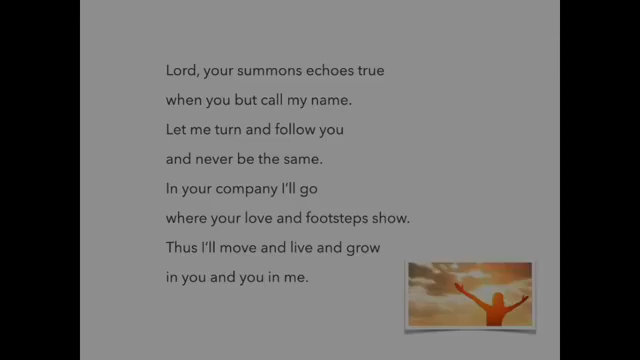 Lord, your summons echoes true
when you but call my name.
Let me turn and follow you
and never be the same.
In your company I'll go
where your love and footsteps show.
Thus I'll move and live and grow
in you and you in me.